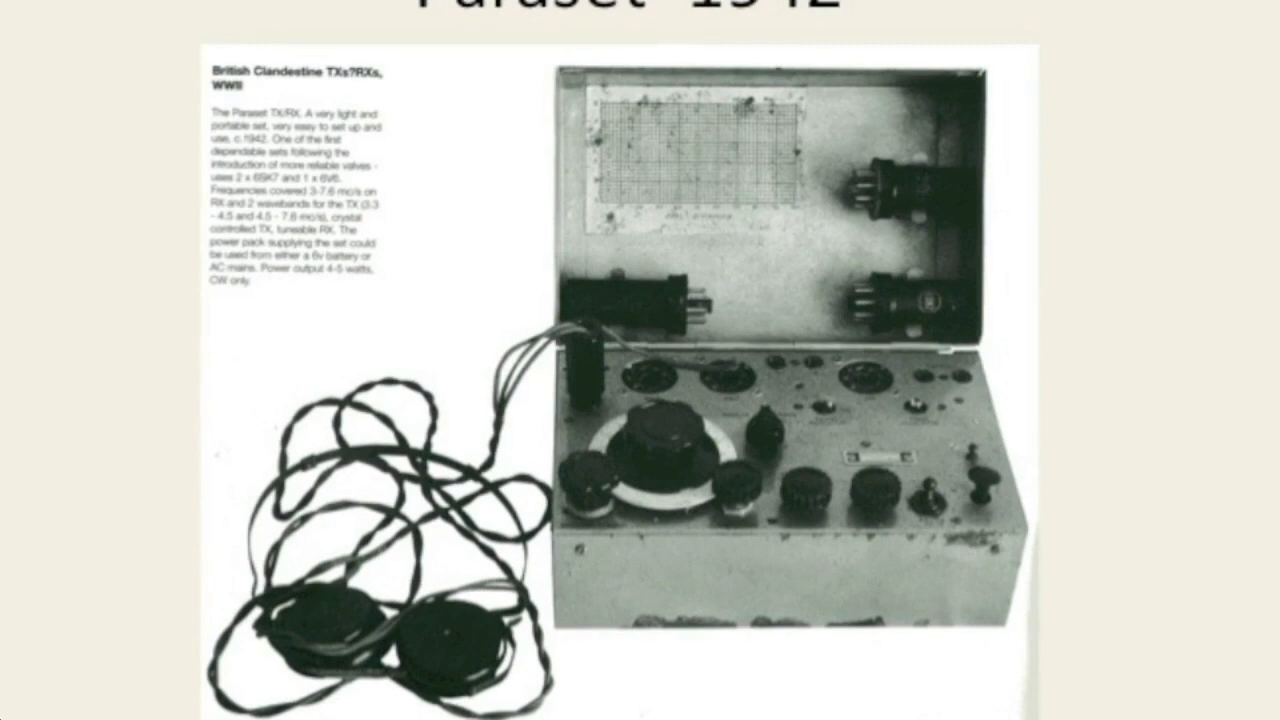 Paraset 1942
British Clandestine TXs?RXs,
WWII
The Paraset TX/RX. A very light and
portable set, very easy to set up and
use, c.1942. One of the first
dependable sets following the
introduction of more reliable valves -
uses 2 x 6SK7 and 1 x 6V6.
Frequencies covered 3-7.6 mc/s on
RX and 2 wavebands for the TX (3.3
- 4.5 and 4.5 - 7.6 mc/s), crystal
controlled TX, tuneable RX. The
power pack supplying the set could
be used from either a 6v battery or
AC mains. Power output 4-5 watts,
CW only.